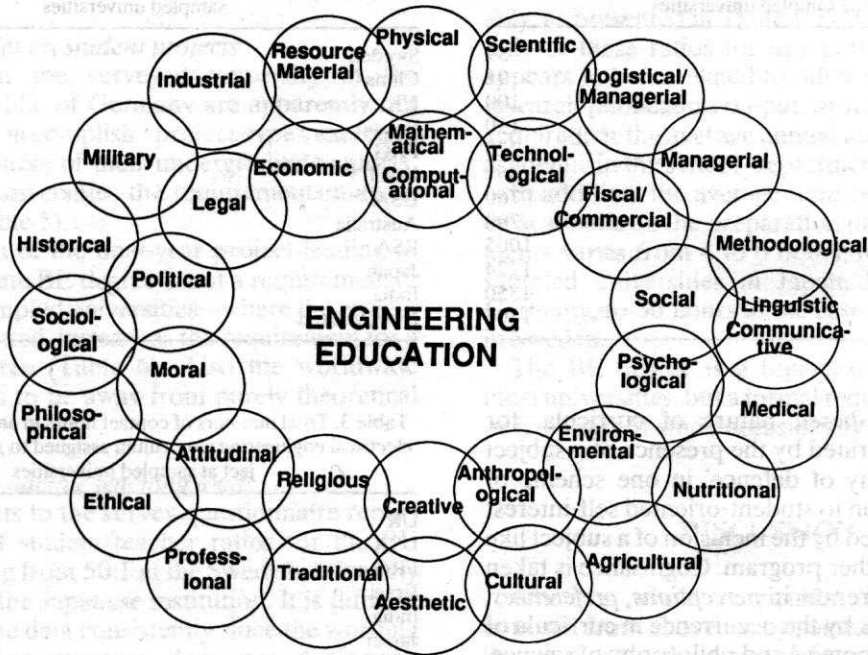 sampled universities
Physical
Scientific
Resource
Material
Industrial
Logistical/
Managerial
Mathem-
atical
Comput-
ational
Military
Economic
Technol-
ogical
Managerial
Legal
Fiscal/
Commercial
Historical
Methodological
Political
Social
Linguistic
Communica-
tive
Sociol-
ogical
ENGINEERING
EDUCATION
Moral
Psycho-
logical
Philoso-
phical
Medical
Attitudinal
Environ-
mental
Ethical
Religious
Creative
Anthropol-
ogical
Nutritional
Profess-
ional
Traditional
Aesthetic
Cultural
Agricultural